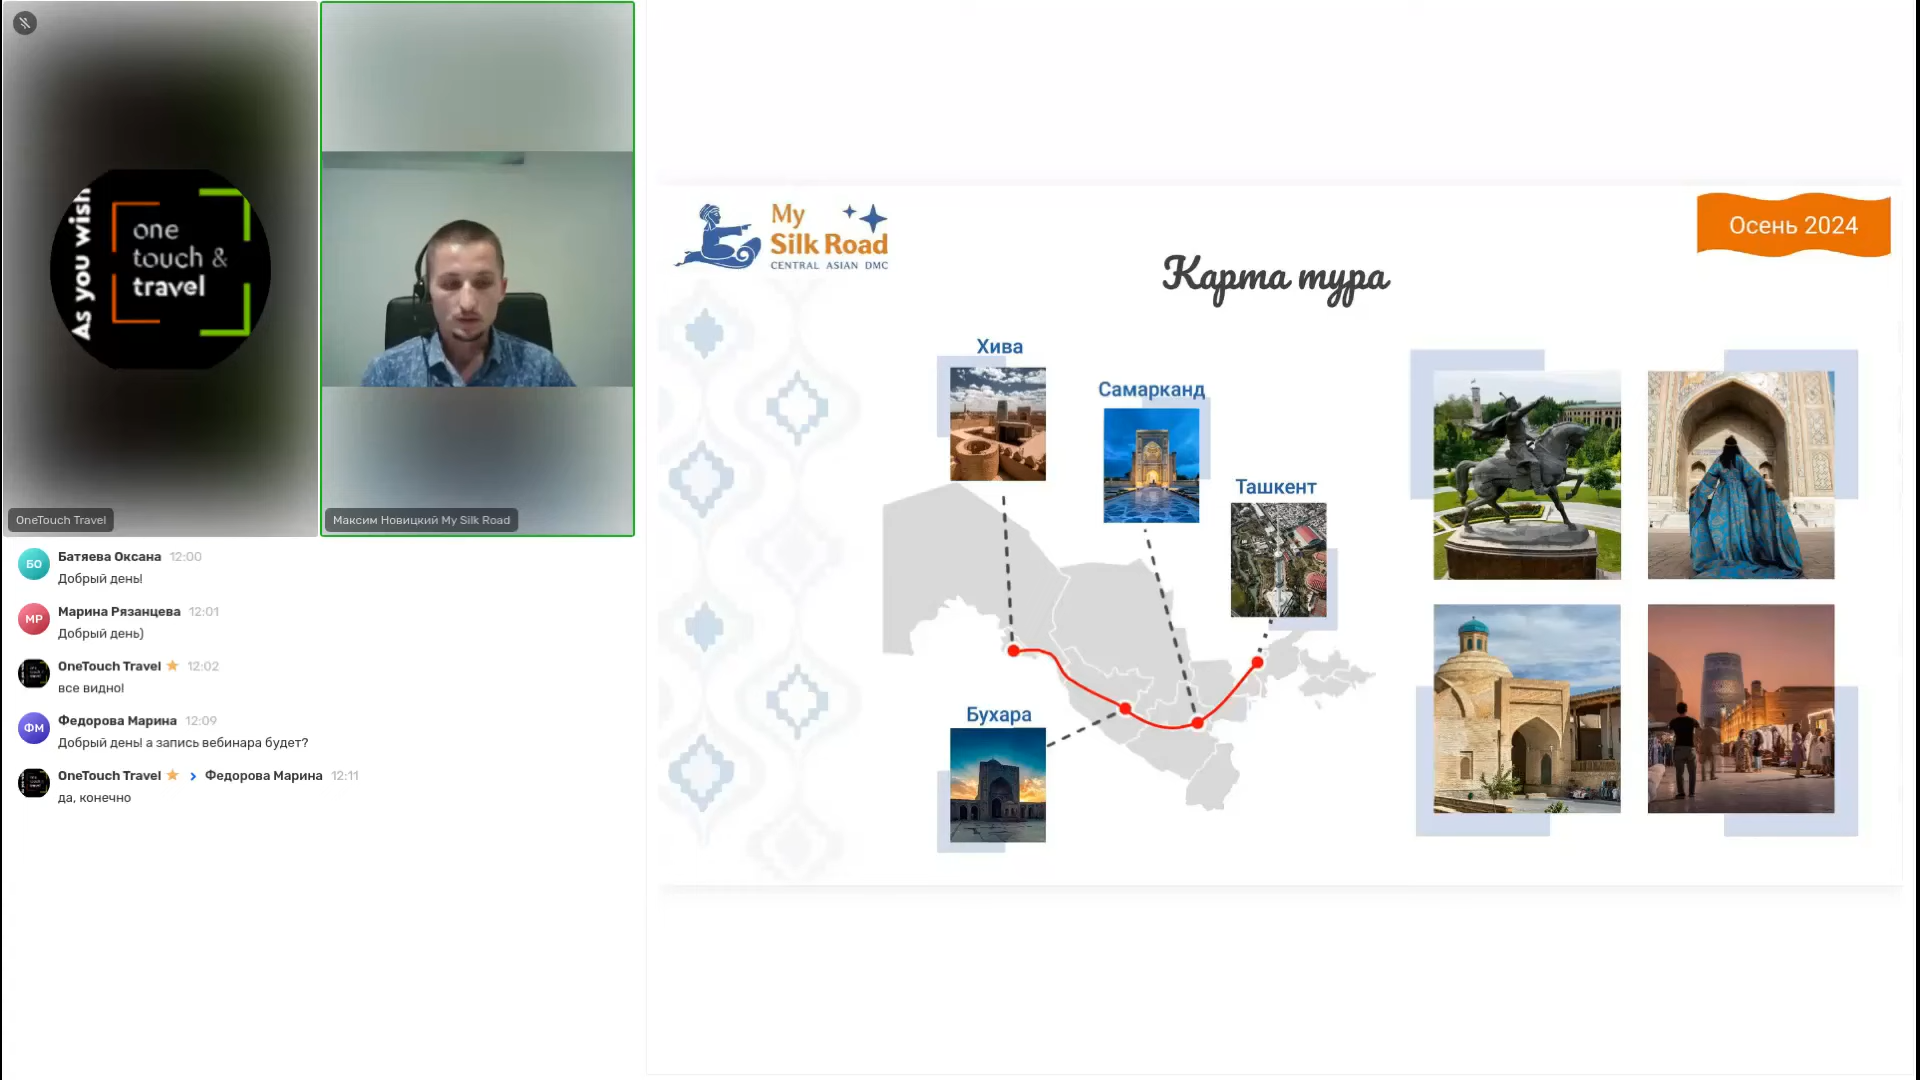 As you wish
one
touch &
travel
OneTouch Travel
Максим Новицкий My Silk Road
БО
Батяева Оксана 12:00
Добрый день!
МР
Марина Рязанцева 12:01
Добрый день)
OneTouch Travel 12:02
все видно!
ФМ
Федорова Марина 12:09
Добрый день! а запись вебинара будет?
OneTouch Travel Федорова Марина 12:11
да, конечно
My
Silk Road
CENTRAL ASIAN DMC
Осень 2024
Карта тура
Хива
Самарканд
Ташкент
Бухара